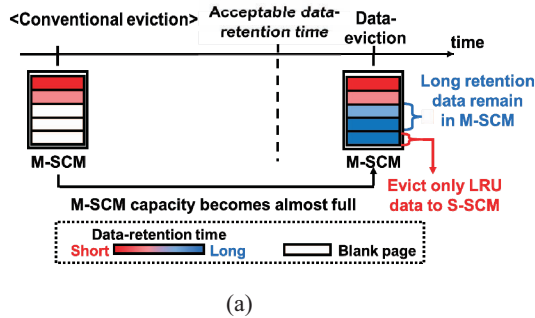 <Conventional eviction>
Acceptable data-
retention time
Data-
eviction
time
Long retention
data remain
in M-SCM
M-SCM
M-SCM
Evict only LRU
data to S-SCM
M-SCM capacity becomes almost full
Data-retention time
Short
Long
Blank page
(a)